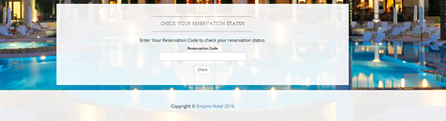 CHECK YOUR RESERVATION STATUS
Enter Your Reservation Code to check your reservation status.
Reservation Code
Check
Copyright © Empire Hotel 2016